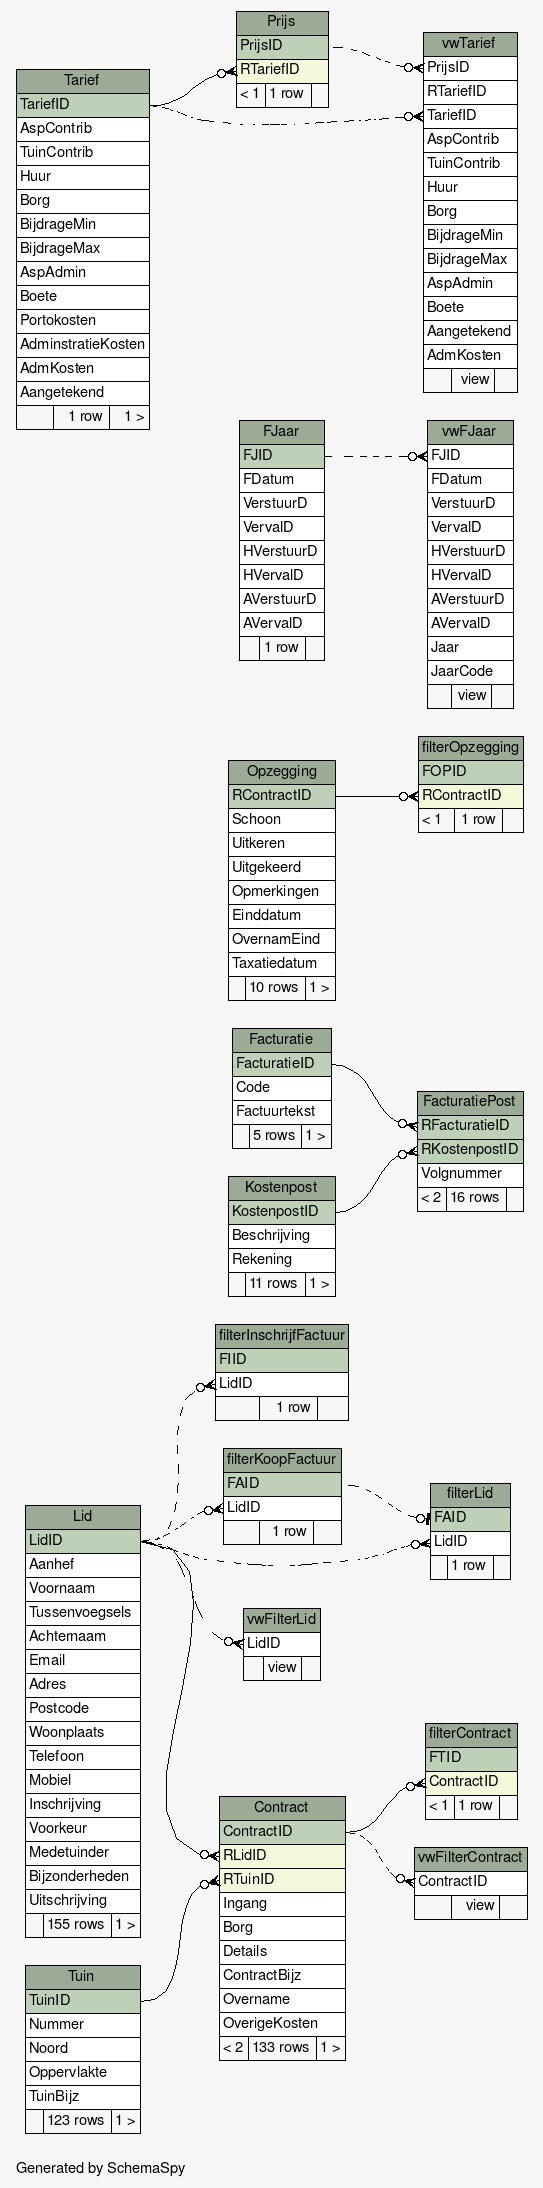 Prijs
PrijsID
RTariefID
< 1 1 row
vwTarief
PrijsID
RTariefID
TariefID
AspContrib
TuinContrib
Huur
Borg
BijdrageMin
BijdrageMax
AspAdmin
Boete
Aangetekend
AdmKosten
view
Tarief
TariefID
AspContrib
TuinContrib
Huur
Borg
BijdrageMin
BijdrageMax
AspAdmin
Boete
Portokosten
AdminstratieKosten
AdmKosten
Aangetekend
1 row 1 >
FJaar
FJID
FDatum
VerstuurD
VervalD
HVerstuurD
HVervalD
AVerstuurD
AVervalD
1 row
vwFJaar
FJID
FDatum
VerstuurD
VervalD
HVerstuurD
HVervalD
AVerstuurD
AVervalD
Jaar
JaarCode
view
filterOpzegging
FOPID
RContractID
< 1 1 row
Opzegging
RContractID
Schoon
Uitkeren
Uitgekeerd
Opmerkingen
Einddatum
OvernamEind
Taxatiedatum
10 rows 1 >
Facturatie
FacturatieID
Code
Factuurtekst
5 rows 1 >
FacturatiePost
RFacturatieID
RKostenpostID
Volgnummer
< 2 16 rows
Kostenpost
KostenpostID
Beschrijving
Rekening
11 rows 1 >
filterInschrijfFactuur
FIID
LidID
1 row
filterKoopFactuur
FAID
LidID
1 row
filterLid
FAID
LidID
1 row
Lid
LidID
Aanhef
Voornaam
Tussenvoegsels
Achternaam
Email
Adres
Postcode
Woonplaats
Telefoon
Mobiel
Inschrijving
Voorkeur
Medetuinder
Bijzonderheden
Uitschrijving
155 rows 1 >
vwFilterLid
LidID
view
filterContract
FTID
ContractID
< 1 1 row
Contract
ContractID
RLidID
RTuinID
Ingang
Borg
Details
ContractBijz
Overname
OverigeKosten
< 2 133 rows 1 >
vwFilterContract
ContractID
view
Tuin
TuinID
Nummer
Noord
Oppervlakte
TuinBijz
123 rows 1 >
Generated by SchemaSpy